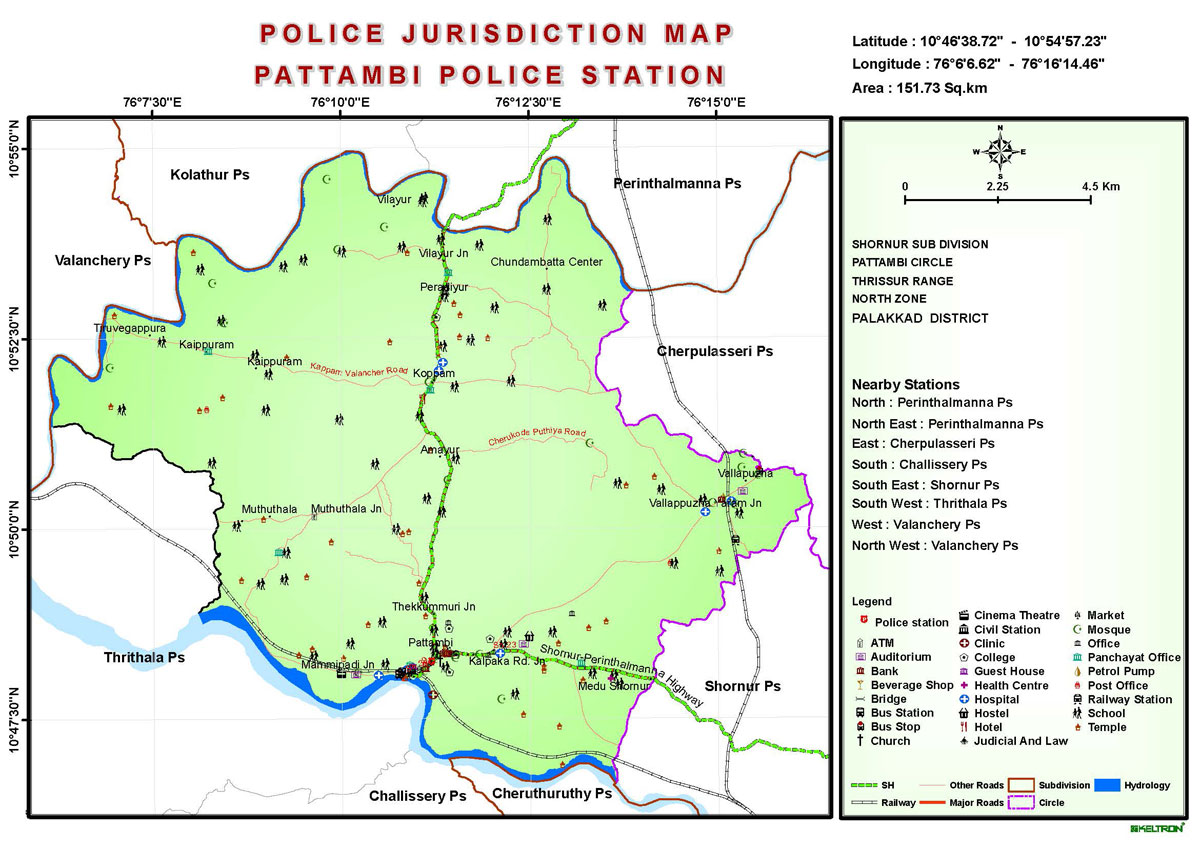 POLICE JURISDICTION MAP
PATTAMBI POLICE STATION
Latitude : 10°46'38.72" - 10°54'57.23"
Longitude : 76°6'6.62" - 76°16'14.46"
Area : 151.73 Sq.km
76°7'30"E 76°10'0"E 76°12'30"E 76°15'0"E
10°55'0"N
10°52'30"N
10°50'0"N
10°47'30"N
Kolathur Ps
Perinthalmanna Ps
Vilayur
Valanchery Ps
Vilayur Jn
Chundambatta Center
Peradiyur
Tiruvegappura
Kaippuram
Cherpulasseri Ps
Kaippuram
Kappam Valancher Road
Koppam
Cherukode Puthiya Road
Amayur
Vallapuzha
Muthuthala
Muthuthala Jn
Vallappuzha Param Jn
Thekkummuri Jn
Pattambi
Thrithala Ps
Mammipadi Jn
Kalpaka Rd. Jn
Shornur-Perinthalmanna Highway
Medu Shornur
Shornur Ps
Challissery Ps
Cheruthuruthy Ps
N
W E
S
0 2.25 4.5 Km
SHORNUR SUB DIVISION
PATTAMBI CIRCLE
THRISSUR RANGE
NORTH ZONE
PALAKKAD DISTRICT
Nearby Stations
North : Perinthalmanna Ps
North East : Perinthalmanna Ps
East : Cherpulasseri Ps
South : Challissery Ps
South East : Shornur Ps
South West : Thrithala Ps
West : Valanchery Ps
North West : Valanchery Ps
Legend
Police station
ATM
Auditorium
Bank
Beverage Shop
Bridge
Bus Station
Bus Stop
Church
Cinema Theatre
Civil Station
Clinic
College
Guest House
Health Centre
Hospital
Hostel
Hotel
Judicial And Law
Market
Mosque
Office
Panchayat Office
Petrol Pump
Post Office
Railway Station
School
Temple
SH
Other Roads
Subdivision
Hydrology
Railway
Major Roads
Circle
KELTRON